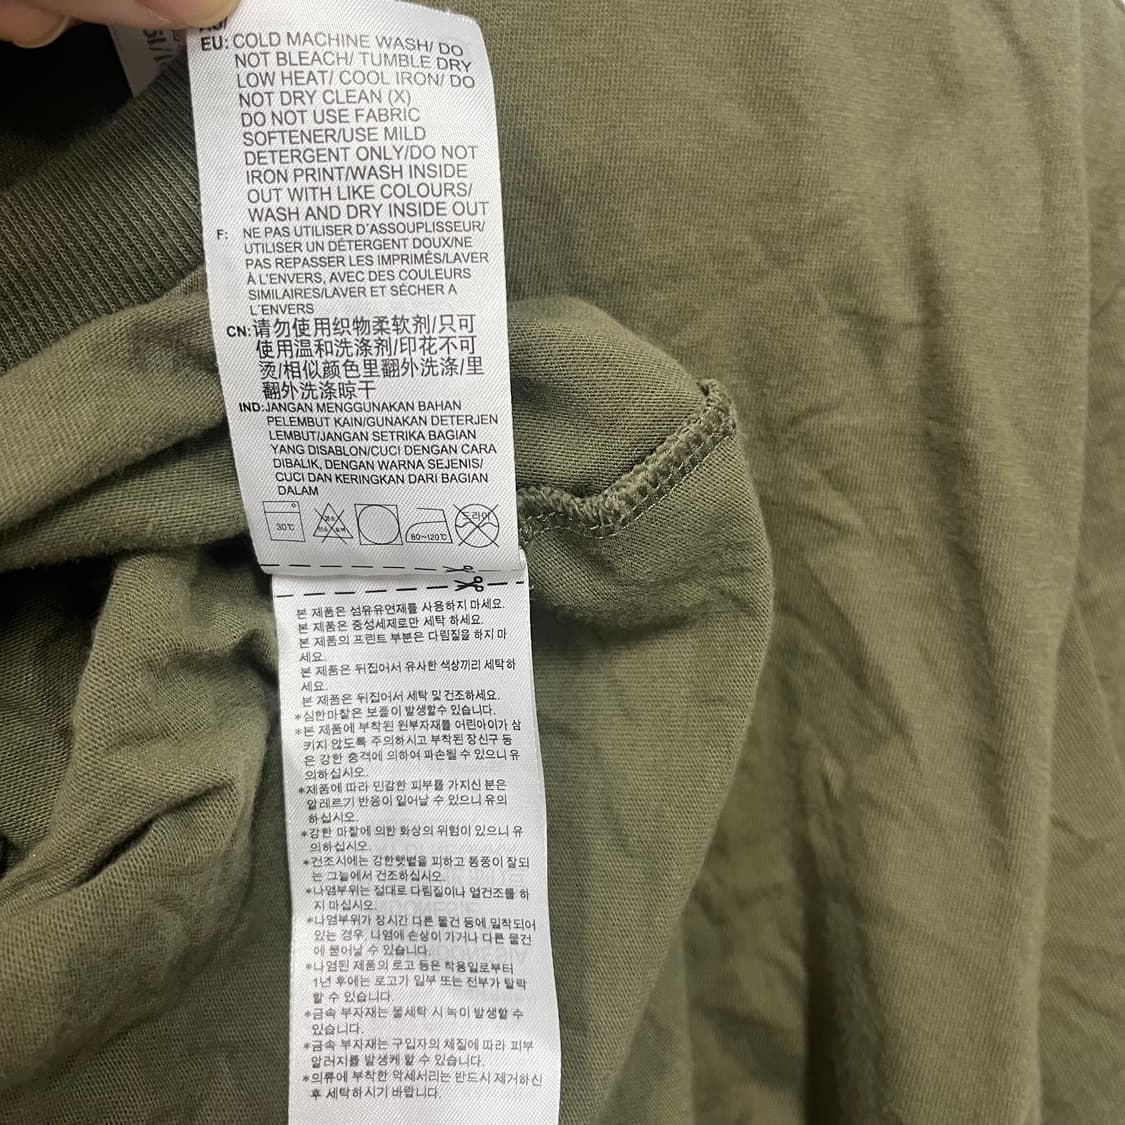 AU/
EU: COLD MACHINE WASH/ DO
NOT BLEACH/ TUMBLE DRY
LOW HEAT/ COOL IRON/ DO
NOT DRY CLEAN (X)
DO NOT USE FABRIC
SOFTENER/USE MILD
DETERGENT ONLY/DO NOT
IRON PRINT/WASH INSIDE
OUT WITH LIKE COLOURS/
WASH AND DRY INSIDE OUT
F: NE PAS UTILISER D'ASSOUPLISSEUR/
UTILISER UN DÉTERGENT DOUX/NE
PAS REPASSER LES IMPRIMÉS/LAVER
À L'ENVERS, AVEC DES COULEURS
SIMILAIRES/LAVER ET SÉCHER A
L'ENVERS
CN: 请勿使用织物柔软剂/只可
使用温和洗涤剂/印花不可
烫/相似颜色里翻外洗涤/里
翻外洗涤晾干
IND: JANGAN MENGGUNAKAN BAHAN
PELEMBUT KAIN/GUNAKAN DETERJEN
LEMBUT/JANGAN SETRIKA BAGIAN
YANG DISABLON/CUCI DENGAN CARA
DIBALIK, DENGAN WARNA SEJENIS/
CUCI DAN KERINGKAN DARI BAGIAN
DALAM
30℃ 80~120℃ 드라이
본 제품은 섬유유연제를 사용하지 마세요.
본 제품은 중성세제로만 세탁 하세요.
본 제품의 프린트 부분은 다림질을 하지 마
세요.
본 제품은 뒤집어서 유사한 색상끼리 세탁하
세요.
본 제품은 뒤집어서 세탁 및 건조하세요.
*심한마찰은 보풀이 발생할수 있습니다.
*본 제품에 부착된 원부자재를 어린아이가 삼
키지 않도록 주의하시고 부착된 장신구 등
은 강한 충격에 의하여 파손될 수 있으니 유
의하십시오.
*제품에 따라 민감한 피부를 가지신 분은
알레르기 반응이 일어날 수 있으니 유의
하십시오.
*강한 마찰에 의한 화상의 위험이 있으니 유
의하십시오.
*건조시에는 강한햇볕을 피하고 통풍이 잘되
는 그늘에서 건조하십시오.
*나염부위는 절대로 다림질이나 열건조를 하
지 마십시오.
*나염부위가 장시간 다른 물건 등에 밀착되어
있는 경우, 나염에 손상이 가거나 다른 물건
에 묻어날 수 있습니다.
*나염된 제품의 로고 등은 착용일로부터
1년 후에는 로고가 일부 또는 전부가 탈락
할 수 있습니다.
*금속 부자재는 물세탁 시 녹이 발생할 수
있습니다.
*금속 부자재는 구입자의 체질에 따라 피부
알러지를 발생케 할 수 있습니다.
*의류에 부착한 악세서리는 반드시 제거하신
후 세탁하시기 바랍니다.